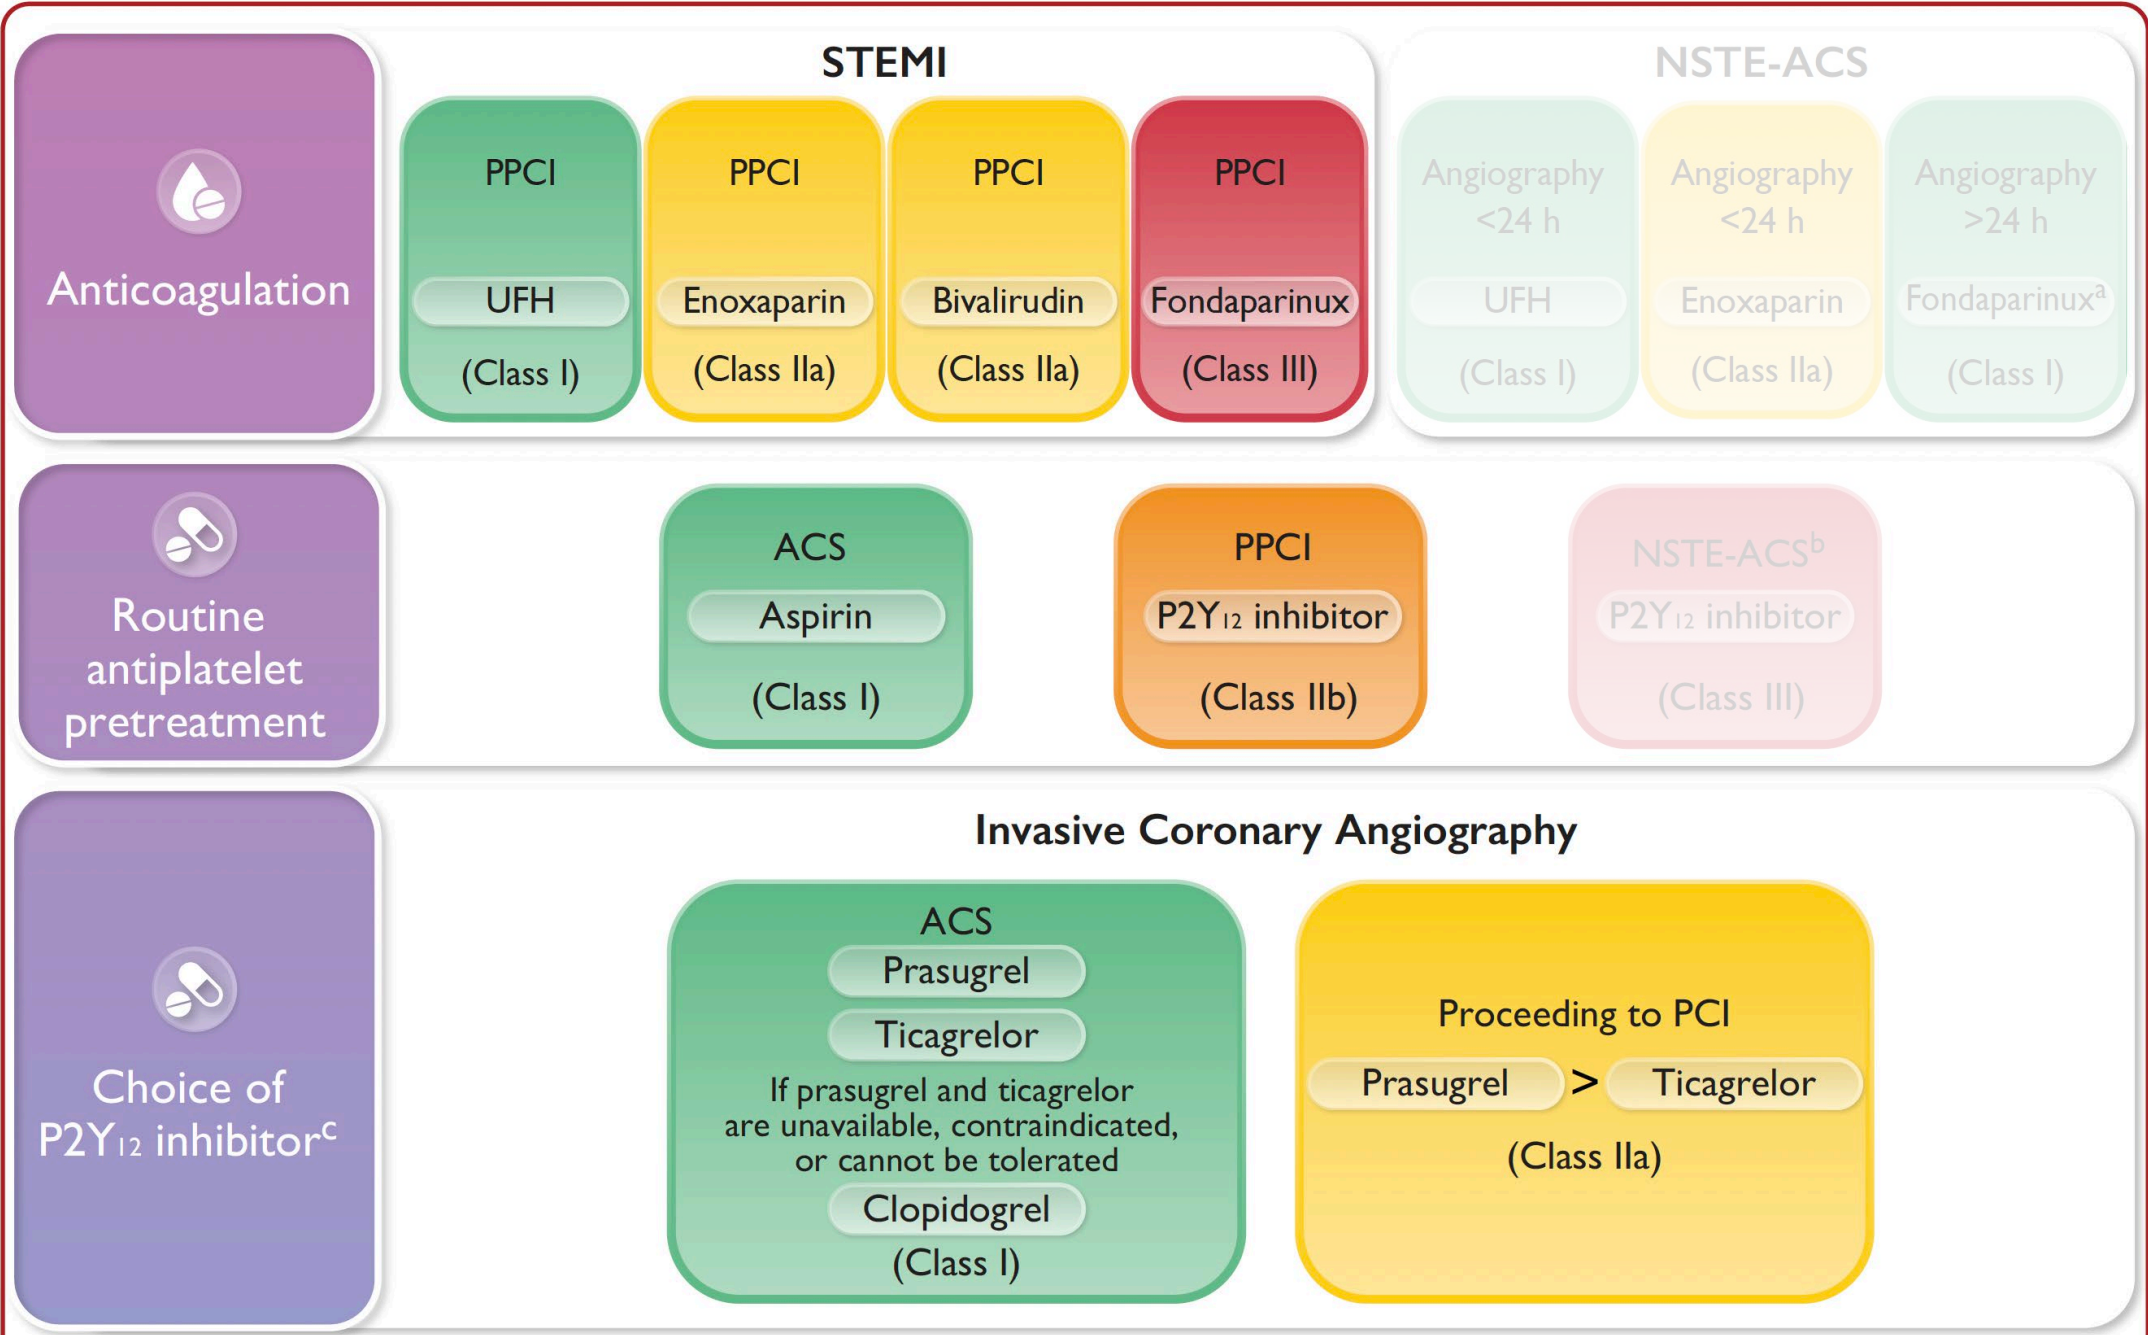 STEMI
NSTE-ACS
Anticoagulation
PPCI
UFH
(Class I)
PPCI
Enoxaparin
(Class IIa)
PPCI
Bivalirudin
(Class IIa)
PPCI
Fondaparinux
(Class III)
Angiography
<24 h
UFH
(Class I)
Angiography
<24 h
Enoxaparin
(Class IIa)
Angiography
>24 h
Fondaparinuxᵃ
(Class I)
Routine
antiplatelet
pretreatment
ACS
Aspirin
(Class I)
PPCI
P2Y₁₂ inhibitor
(Class IIb)
NSTE-ACSᵇ
P2Y₁₂ inhibitor
(Class III)
Choice of
P2Y₁₂ inhibitorᶜ
Invasive Coronary Angiography
ACS
Prasugrel
Ticagrelor
If prasugrel and ticagrelor
are unavailable, contraindicated,
or cannot be tolerated
Clopidogrel
(Class I)
Proceeding to PCI
Prasugrel > Ticagrelor
(Class IIa)